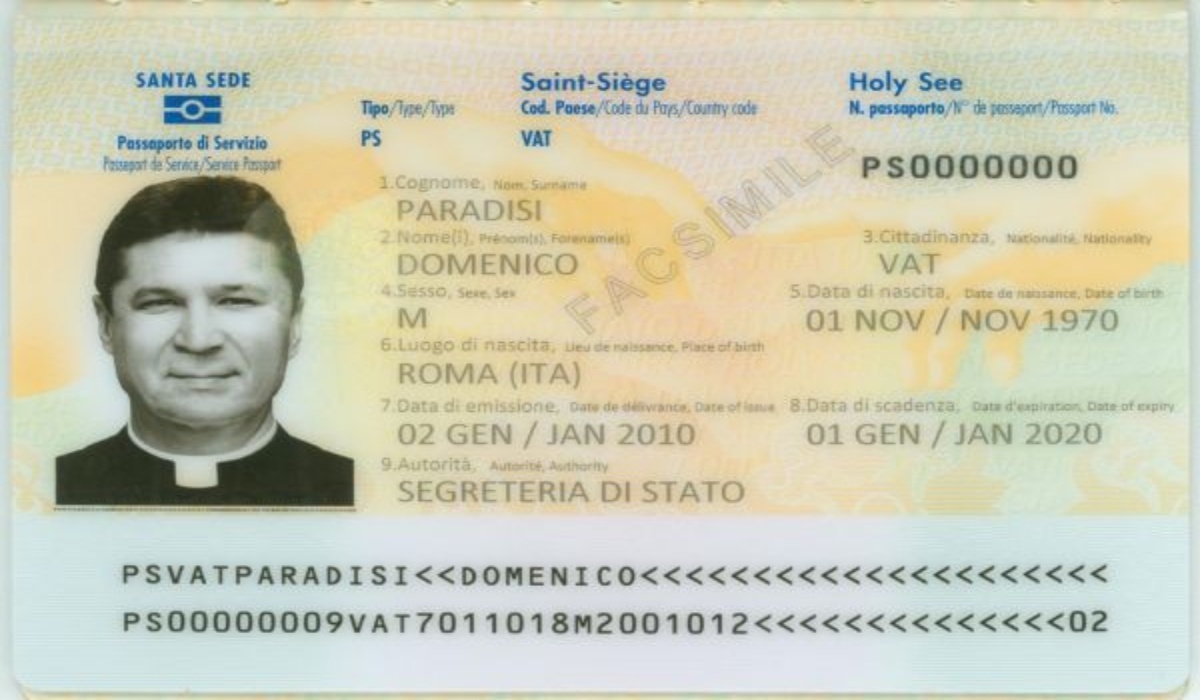 SANTA SEDE
Passaporto di Servizio
Passeport de Service/Service Passport
Saint-Siège
Holy See
Tipo/Type/Type
Cod. Paese/Code du Pays/Country code
N. passaporto/N° de passeport/Passport No.
PS
VAT
PS0000000
1.Cognome, Nom, Surname
PARADISI
2.Nome(i), Prénom(s), Forename(s)
3.Cittadinanza, Nationalité, Nationality
DOMENICO
VAT
4.Sesso, Sexe, Sex
5.Data di nascita, Date de naissance, Date of birth
M
01 NOV / NOV 1970
6.Luogo di nascita, Lieu de naissance, Place of birth
ROMA (ITA)
7.Data di emissione, Date de délivrance, Date of issue
8.Data di scadenza, Date d'expiration, Date of expiry
02 GEN / JAN 2010
01 GEN / JAN 2020
9.Autorità, Autorité, Authority
SEGRETERIA DI STATO
FACSIMILE
PSVATPARADISI<<DOMENICO<<<<<<<<<<<<<<<<<<<<<
PS00000009VAT7011018M2001012<<<<<<<<<<<<<<02